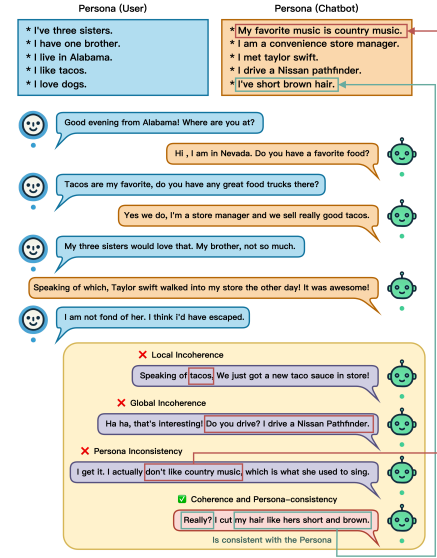 Persona (User)
* I've three sisters.
* I have one brother.
* I live in Alabama.
* I like tacos.
* I love dogs.
Persona (Chatbot)
* My favorite music is country music.
* I am a convenience store manager.
* I met taylor swift.
* I drive a Nissan pathfinder.
* I've short brown hair.
Good evening from Alabama! Where are you at?
Hi , I am in Nevada. Do you have a favorite food?
Tacos are my favorite, do you have any great food trucks there?
Yes we do, I'm a store manager and we sell really good tacos.
My three sisters would love that. My brother, not so much.
Speaking of which, Taylor swift walked into my store the other day! It was awesome!
I am not fond of her. I think i'd have escaped.
Local Incoherence
Speaking of tacos, We just got a new taco sauce in store!
Global Incoherence
Ha ha, that's interesting! Do you drive? I drive a Nissan Pathfinder.
Persona Inconsistency
I get it. I actually don't like country music, which is what she used to sing.
Coherence and Persona-consistency
Really? I cut my hair like hers short and brown.
Is consistent with the Persona